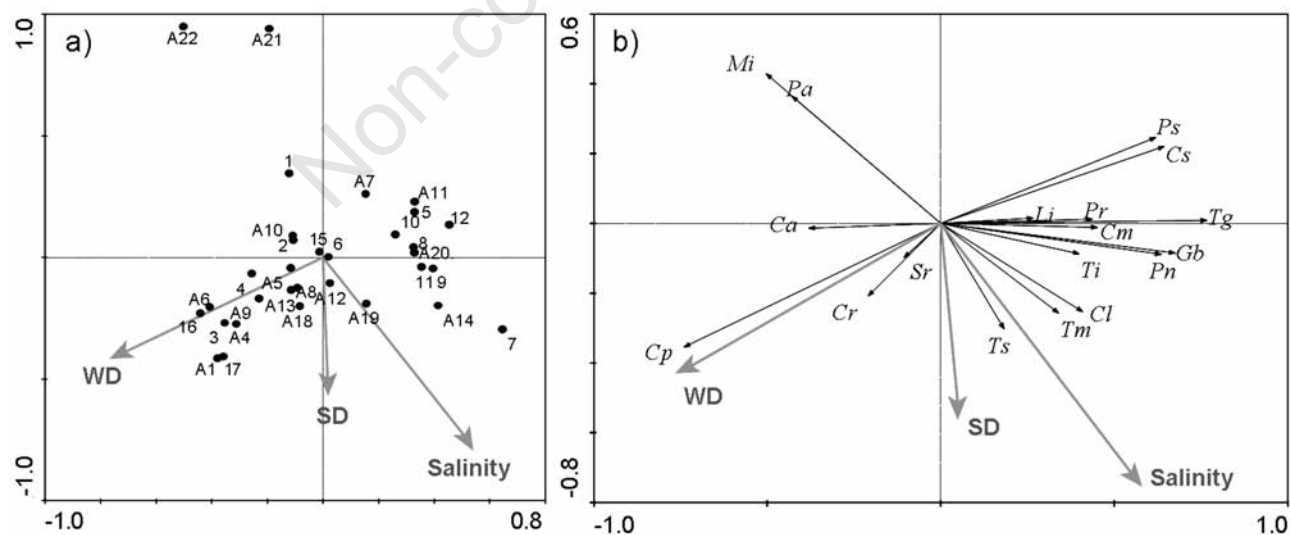 Non-co
a)
1.0
-1.0
-1.0
0.8
A22
A21
1
A7
A11
5
12
10
A10
2
15
6
8
A20
119
4
A5
A8
A12
A13
A18
A19
A14
7
A6
16
A9
3
A4
A1
17
WD
SD
Salinity
b)
0.6
-0.8
-1.0
1.0
Mi
Pa
Ps
Cs
Li
Pr
Tg
Cm
Ca
Gb
Ti
Pn
Sr
Cr
Cl
Tm
Ts
Cp
WD
SD
Salinity